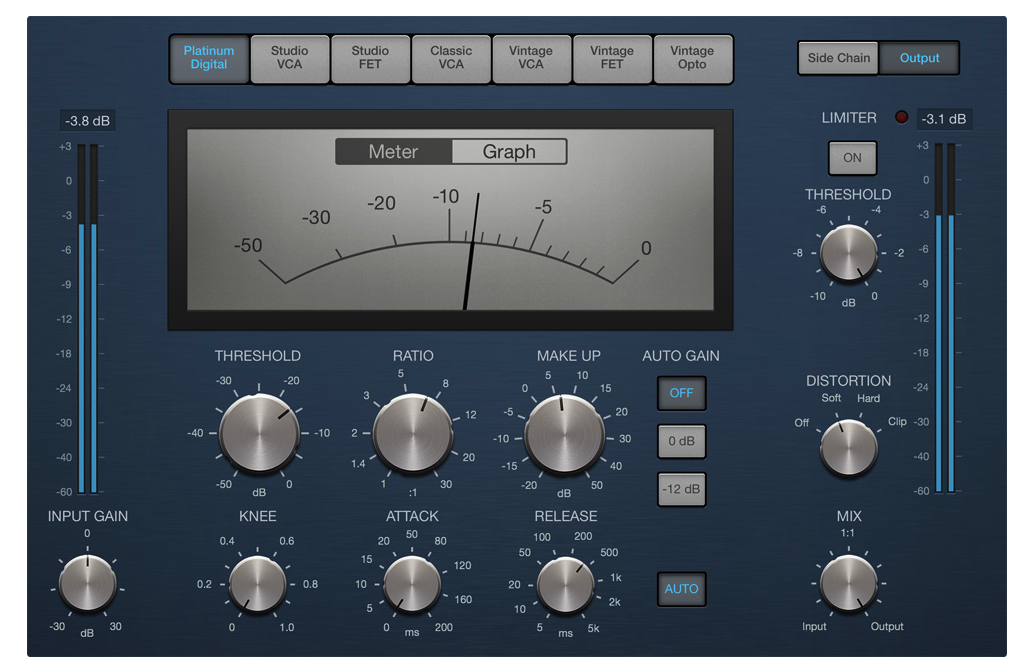 Platinum Digital
Studio VCA
Studio FET
Classic VCA
Vintage VCA
Vintage FET
Vintage Opto
Side Chain
Output
-3.8 dB
+3
0
-3
-6
-9
-12
-18
-24
-30
-40
-60
Meter
Graph
-50
-30
-20
-10
-5
0
LIMITER
-3.1 dB
ON
+3
0
-3
-6
-9
-12
-18
-24
-30
-40
-60
THRESHOLD
-6
-4
-8
-2
-10
0
dB
THRESHOLD
-30
-20
-40
-10
-50
0
dB
RATIO
5
3
8
12
2
1.4
20
1
30
:1
MAKE UP
5
10
0
15
-5
20
-10
30
-15
40
-20
50
dB
AUTO GAIN
OFF
0 dB
-12 dB
DISTORTION
Soft
Hard
Off
Clip
INPUT GAIN
0
-30
30
dB
KNEE
0.4
0.6
0.2
0.8
0
1.0
ATTACK
50
20
80
15
120
10
5
160
0
200
ms
RELEASE
100
200
50
500
20
1k
10
2k
5
5k
ms
AUTO
MIX
1:1
Input
Output